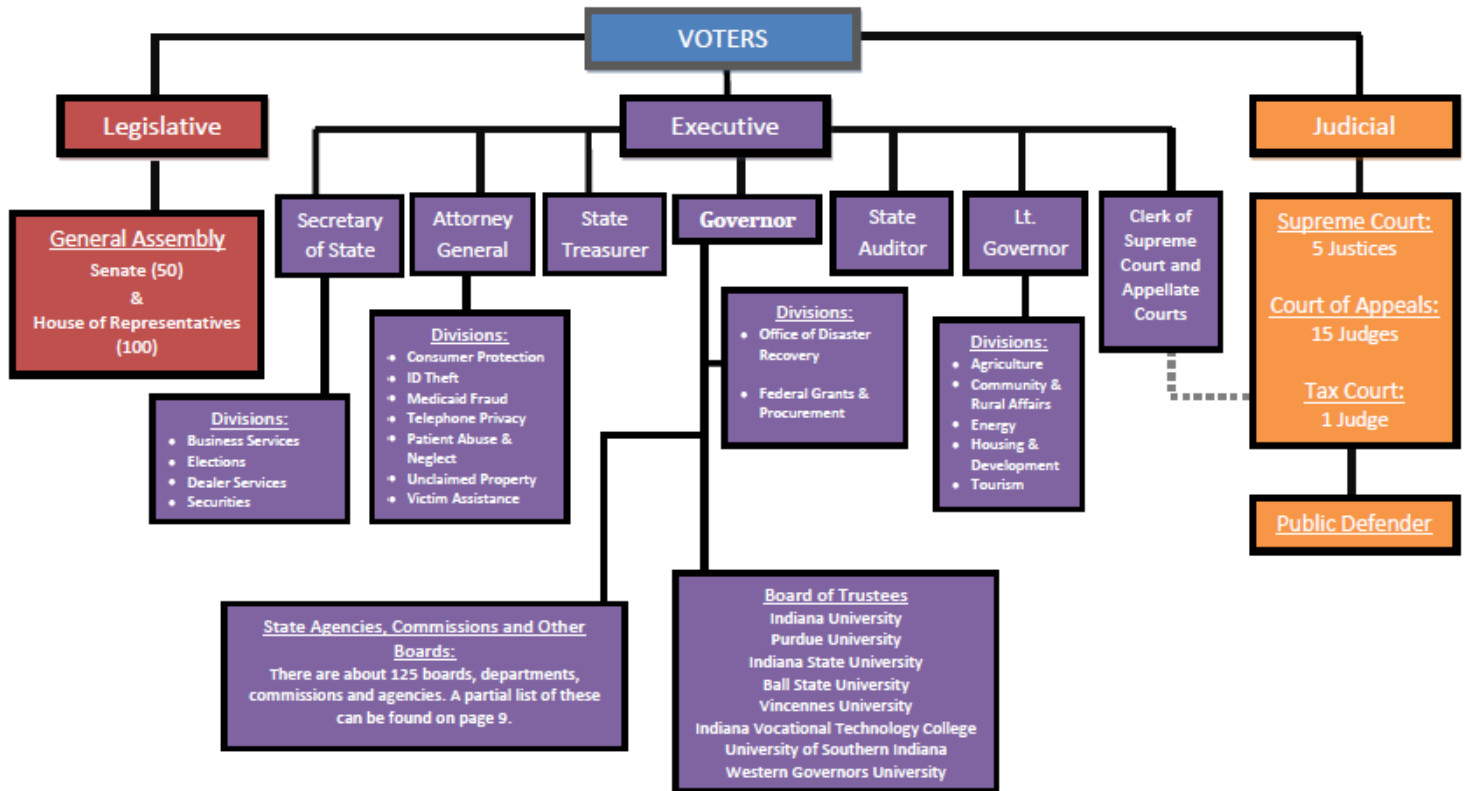 VOTERS
Legislative
Executive
Judicial
General Assembly
Senate (50)
&
House of Representatives
(100)
Secretary
of State
Attorney
General
State
Treasurer
Governor
State
Auditor
Lt.
Governor
Clerk of
Supreme
Court and
Appellate
Courts
Supreme Court:
5 Justices
Court of Appeals:
15 Judges
Tax Court:
1 Judge
Divisions:
• Business Services
• Elections
• Dealer Services
• Securities
Divisions:
• Consumer Protection
• ID Theft
• Medicaid Fraud
• Telephone Privacy
• Patient Abuse &
Neglect
• Unclaimed Property
• Victim Assistance
Divisions:
• Office of Disaster
Recovery
• Federal Grants &
Procurement
Divisions:
• Agriculture
• Community &
Rural Affairs
• Energy
• Housing &
Development
• Tourism
Public Defender
State Agencies, Commissions and Other
Boards:
There are about 125 boards, departments,
commissions and agencies. A partial list of these
can be found on page 9.
Board of Trustees
Indiana University
Purdue University
Indiana State University
Ball State University
Vincennes University
Indiana Vocational Technology College
University of Southern Indiana
Western Governors University